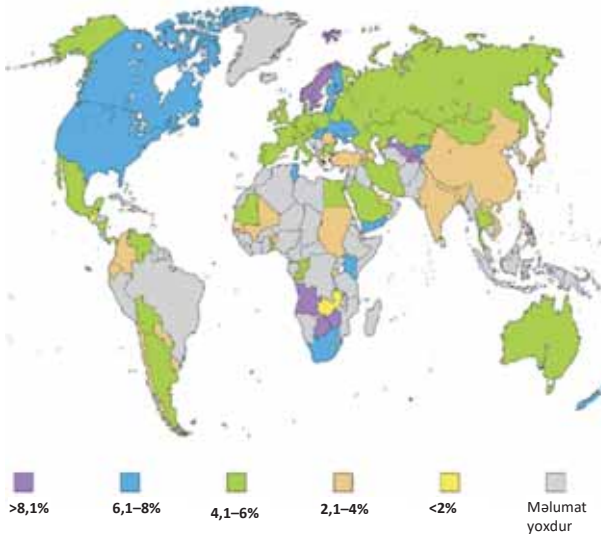 >8,1%
6,1–8%
4,1–6%
2,1–4%
<2%
Məlumat
yoxdur